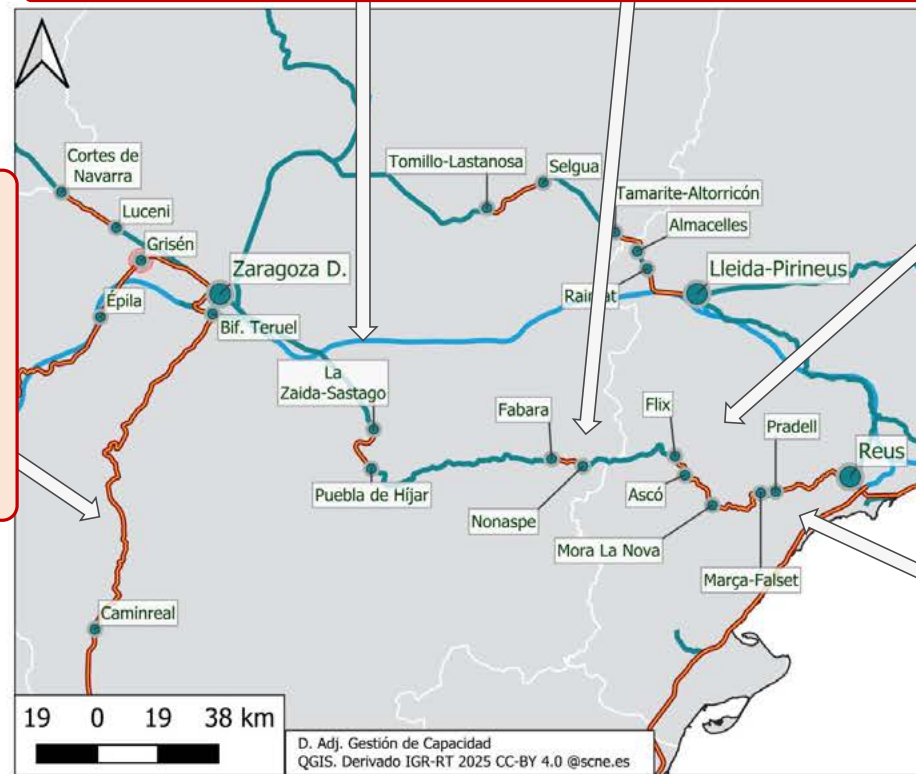 Cortes de
Navarra
Tomillo-Lastanosa
Selgua
Tamarite-Altorricón
Luceni
Almacelles
Grisén
Zaragoza D.
Lleida-Pirineus
Épila
Bif. Teruel
La
Zaida-Sastago
Fabara
Flix
Pradell
Reus
Puebla de Híjar
Ascó
Nonaspe
Mora La Nova
Marça-Falset
Caminreal
19 0 19 38 km
D. Adj. Gestión de Capacidad
QGIS. Derivado IGR-RT 2025 CC-BY 4.0 @scne.es